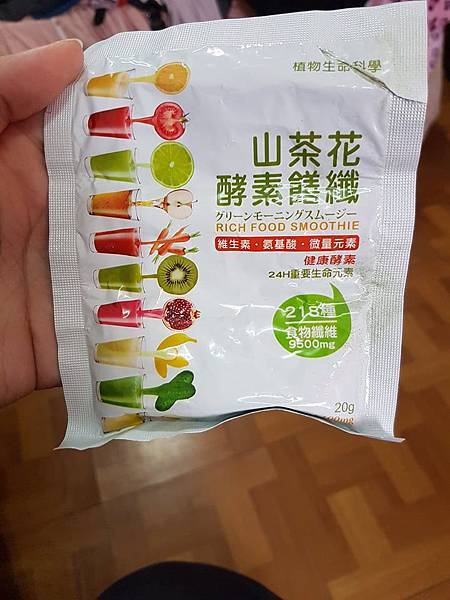 植物生命科學
山茶花
酵素饍纖
グリーンモーニングスムージー
RICH FOOD SMOOTHIE
維生素・氨基酸・微量元素
健康酵素
24H重要生命元素
218種
食物纖維
9500mg
20g